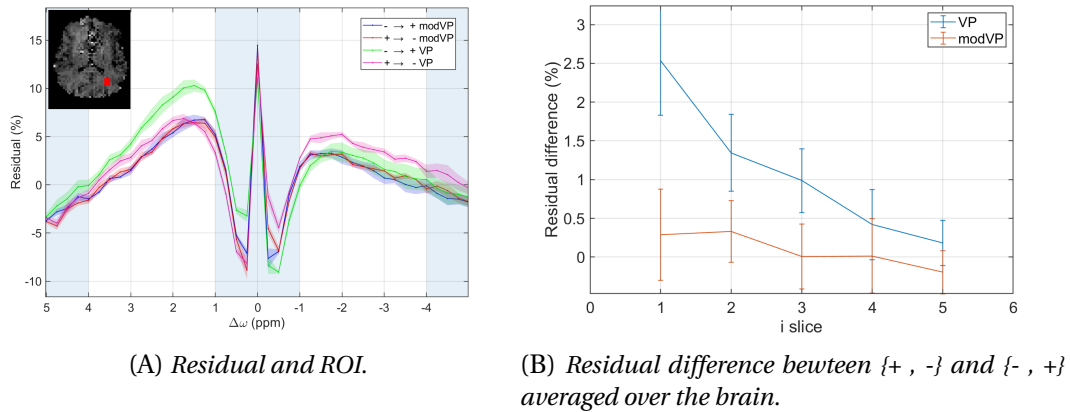 - → + modVP
+ → - modVP
- → + VP
+ → - VP
Residual (%)
15
10
5
0
-5
-10
5 4 3 2 1 0 -1 -2 -3 -4
Δω (ppm)
(A) Residual and ROI.
VP
modVP
Residual difference (%)
3
2.5
2
1.5
1
0.5
0
0 1 2 3 4 5 6
i slice
(B) Residual difference bewteen {+ , -} and {- , +}
averaged over the brain.